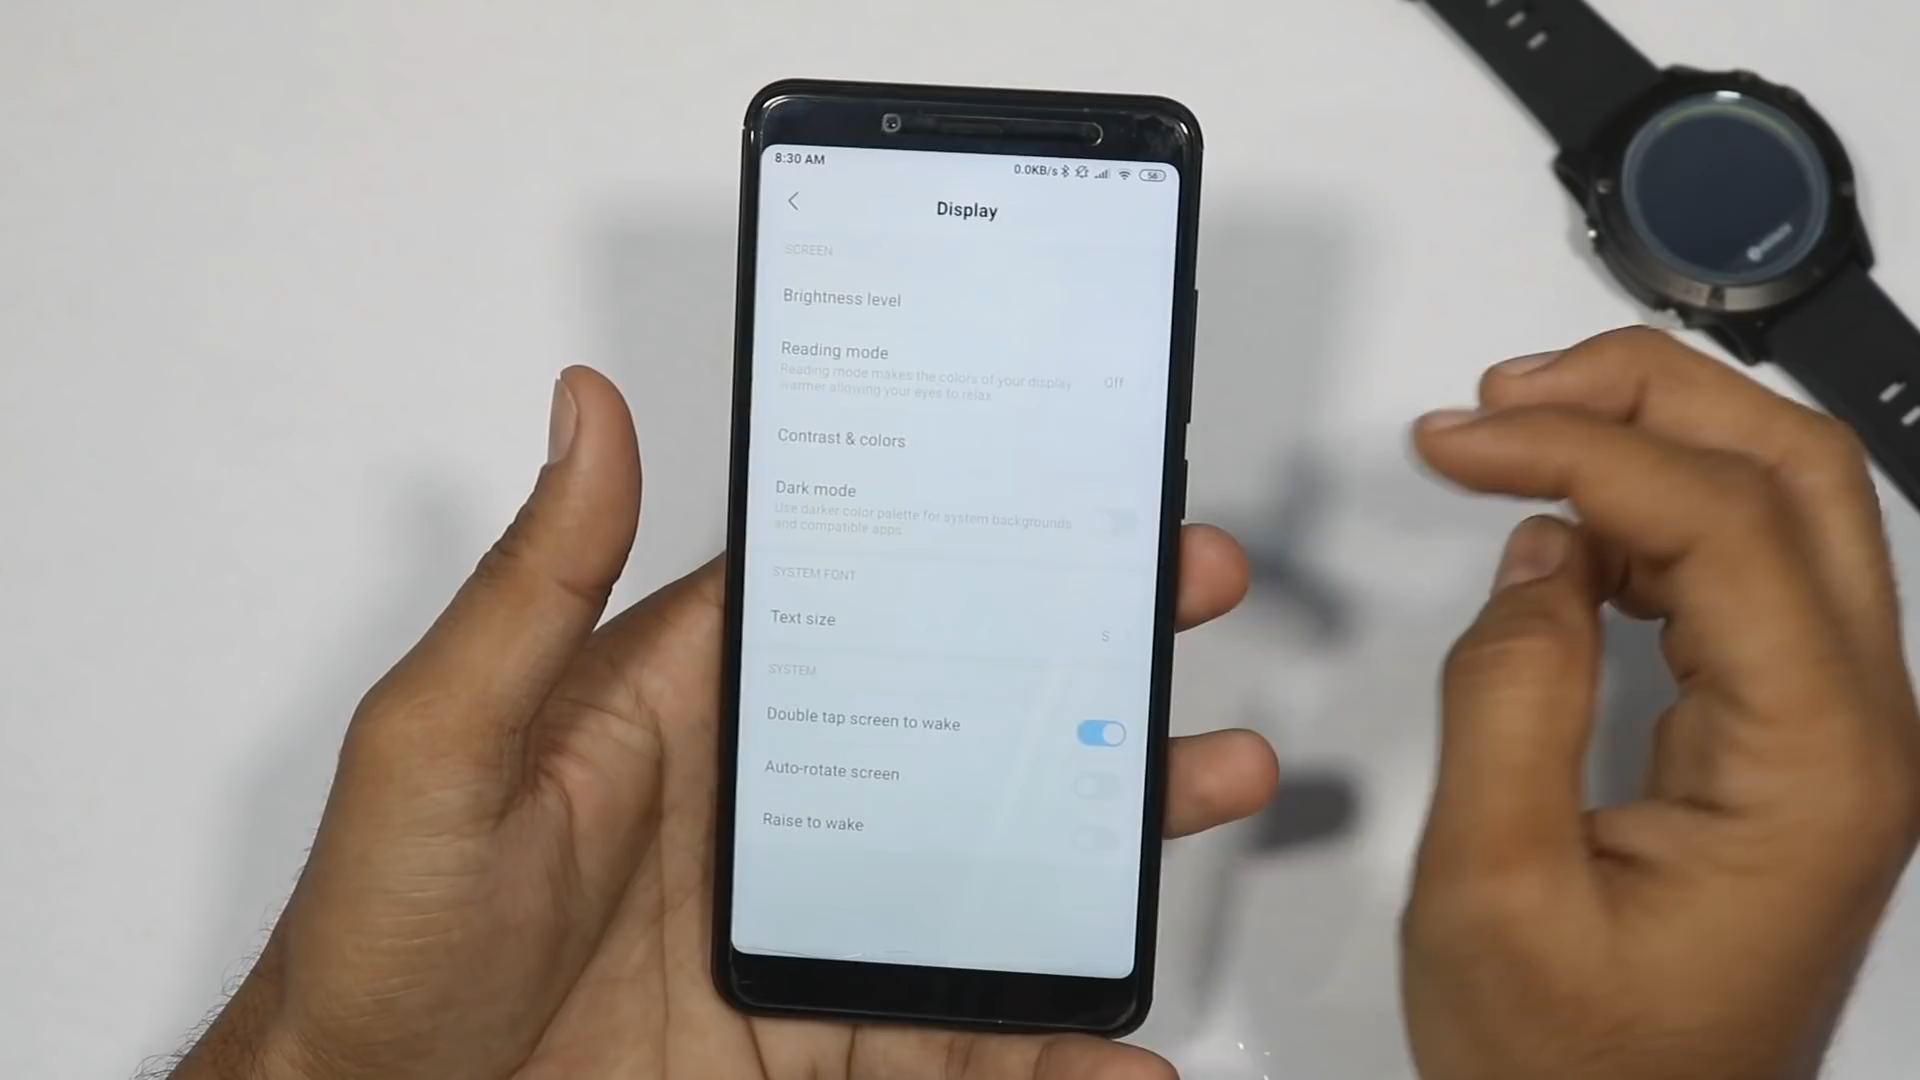 8:30 AM
0.0KB/s
56
Display
SCREEN
Brightness level
Reading mode
Reading mode makes the colors of your display
warmer allowing your eyes to relax
Off
Contrast & colors
Dark mode
Use darker color palette for system backgrounds
and compatible apps
SYSTEM FONT
Text size
S
SYSTEM
Double tap screen to wake
Auto-rotate screen
Raise to wake